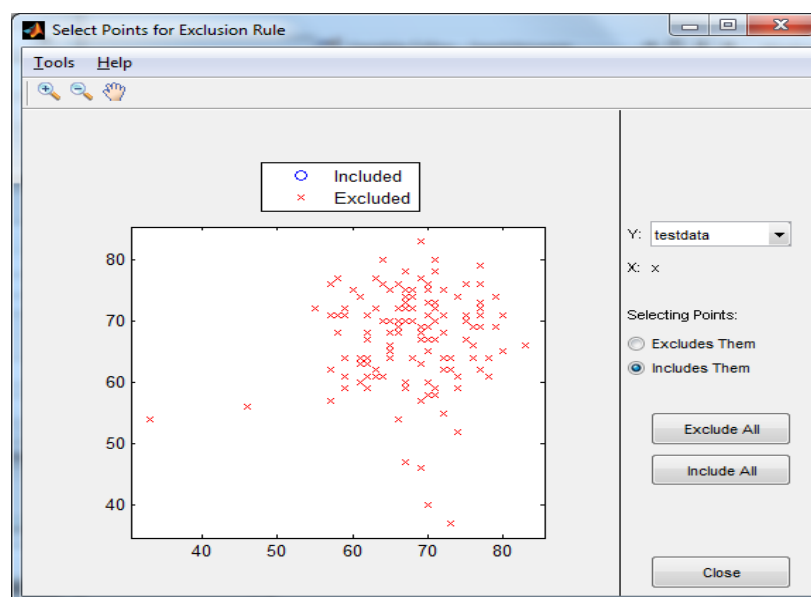 Select Points for Exclusion Rule
Tools Help
Included
Excluded
80
70
60
50
40
40 50 60 70 80
Y: testdata
X: x
Selecting Points:
Excludes Them
Includes Them
Exclude All
Include All
Close